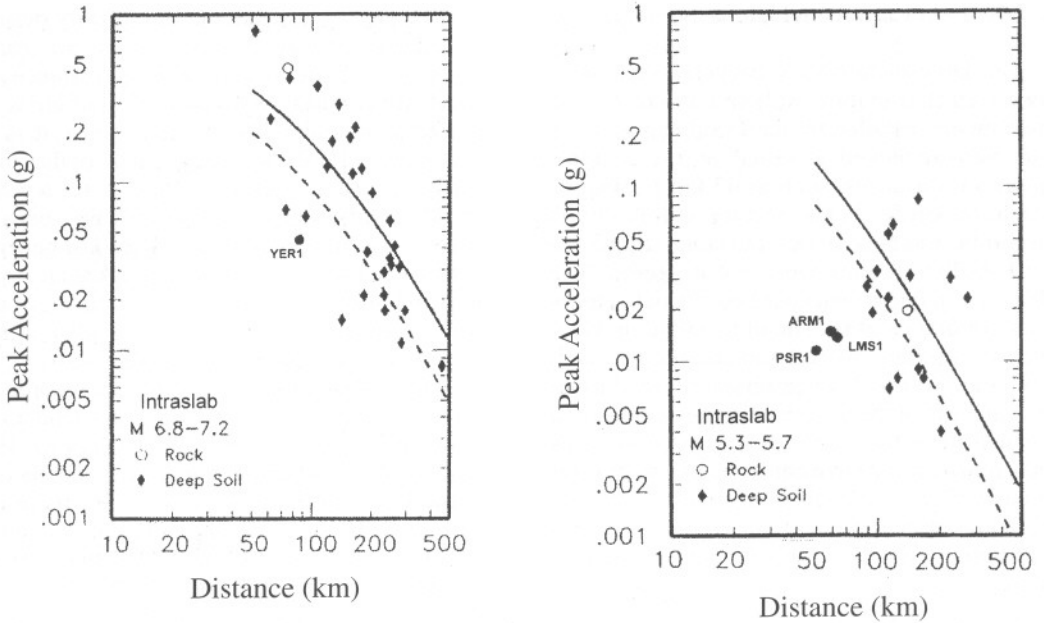 1
.5
.2
.1
.05
.02
.01
.005
.002
.001
Peak Acceleration (g)
YER1
Intraslab
M 6.8–7.2
Rock
Deep Soil
10 20 50 100 200 500
Distance (km)
1
.5
.2
.1
.05
.02
.01
.005
.002
.001
Peak Acceleration (g)
ARM1
LMS1
PSR1
Intraslab
M 5.3–5.7
Rock
Deep Soil
10 20 50 100 200 500
Distance (km)